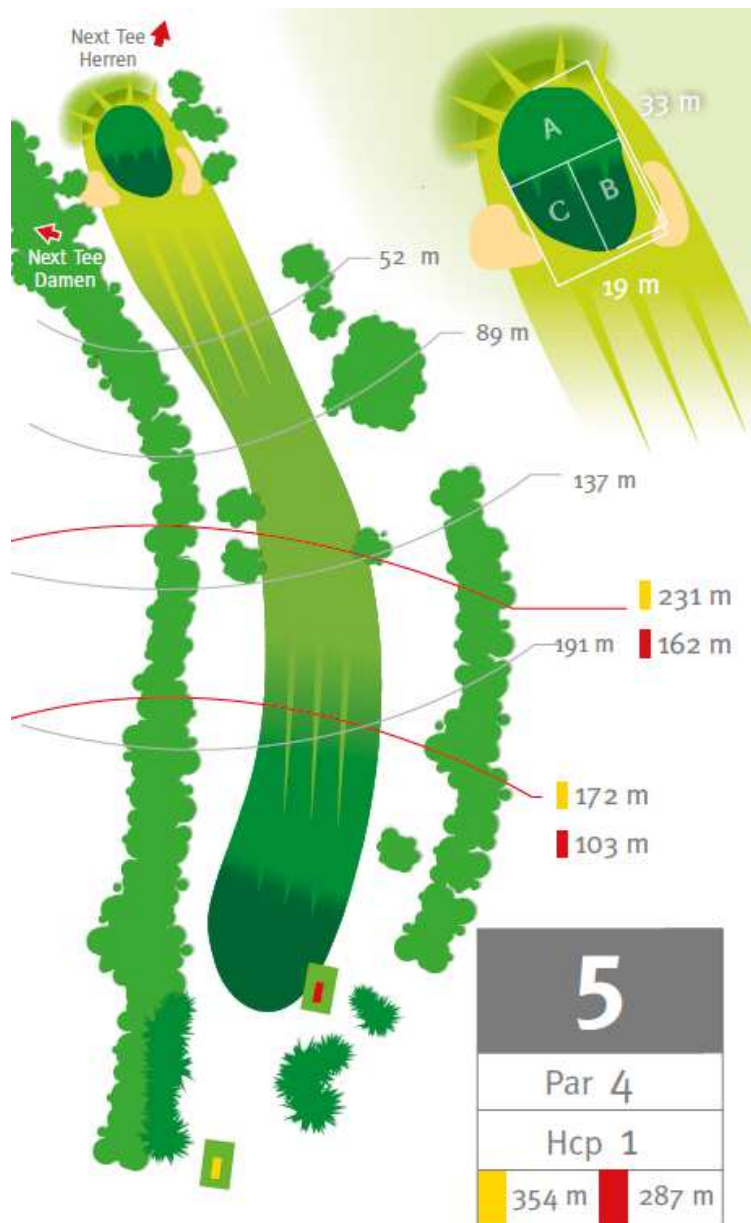 Next Tee
Herren
33 m
A
B
C
19 m
Next Tee
Damen
52 m
89 m
137 m
231 m
191 m
162 m
172 m
103 m
5
Par 4
Hcp 1
354 m
287 m